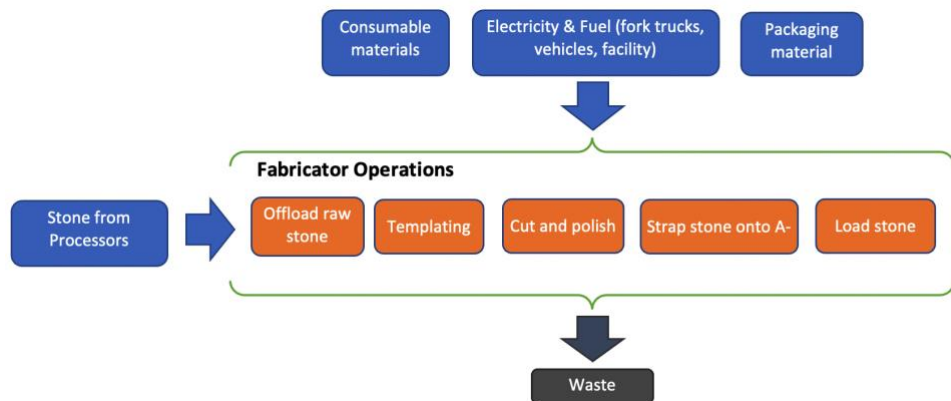 Consumable
materials
Electricity & Fuel (fork trucks,
vehicles, facility)
Packaging
material
Fabricator Operations
Stone from
Processors
Offload raw
stone
Templating
Cut and polish
Strap stone onto A-
Load stone
Waste